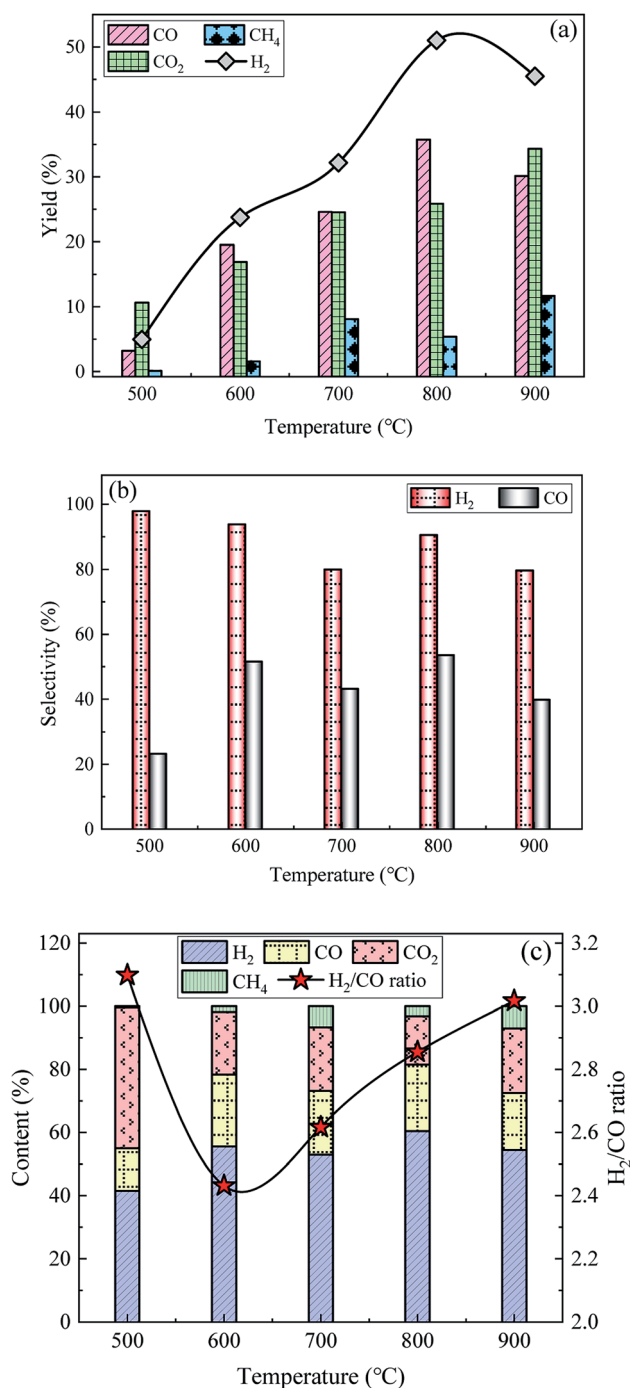 CO CH₄ (a)
CO₂ H₂
50
40
30
20
10
0
Yield (%)
500 600 700 800 900
Temperature (℃)
(b) H₂ CO
100
80
60
40
20
0
Selectivity (%)
500 600 700 800 900
Temperature (℃)
H₂ CO CO₂ (c)
CH₄ H₂/CO ratio
120 3.2
100 3.0
80 2.8
60 2.6
40 2.4
20 2.2
0 2.0
Content (%)
H₂/CO ratio
500 600 700 800 900
Temperature (℃)